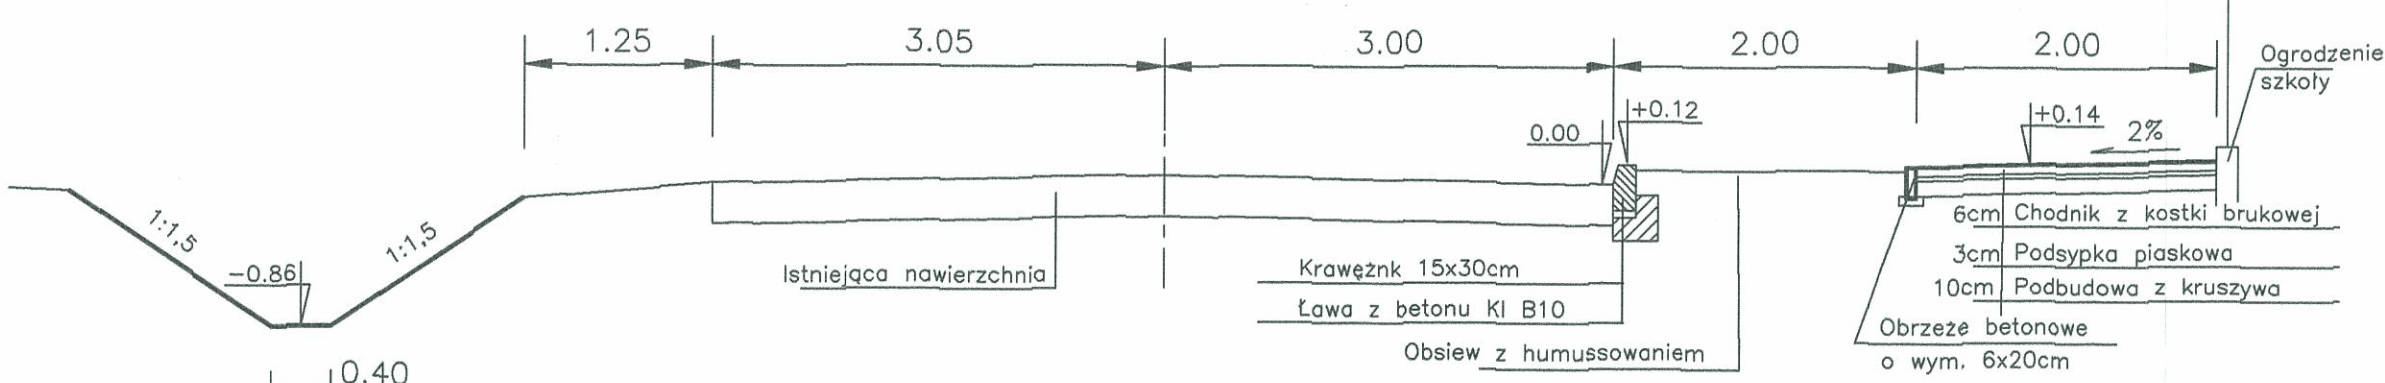 1.25
3.05
3.00
2.00
2.00
Ogrodzenie
szkoły
0.00
+0.12
+0.14
2%
1:1,5
1:1,5
-0.86
0.40
Istniejąca nawierzchnia
Krawężnk 15x30cm
Ława z betonu Kl B10
Obsiew z humussowaniem
6cm Chodnik z kostki brukowej
3cm Podsypka piaskowa
10cm Podbudowa z kruszywa
Obrzeże betonowe
o wym. 6x20cm